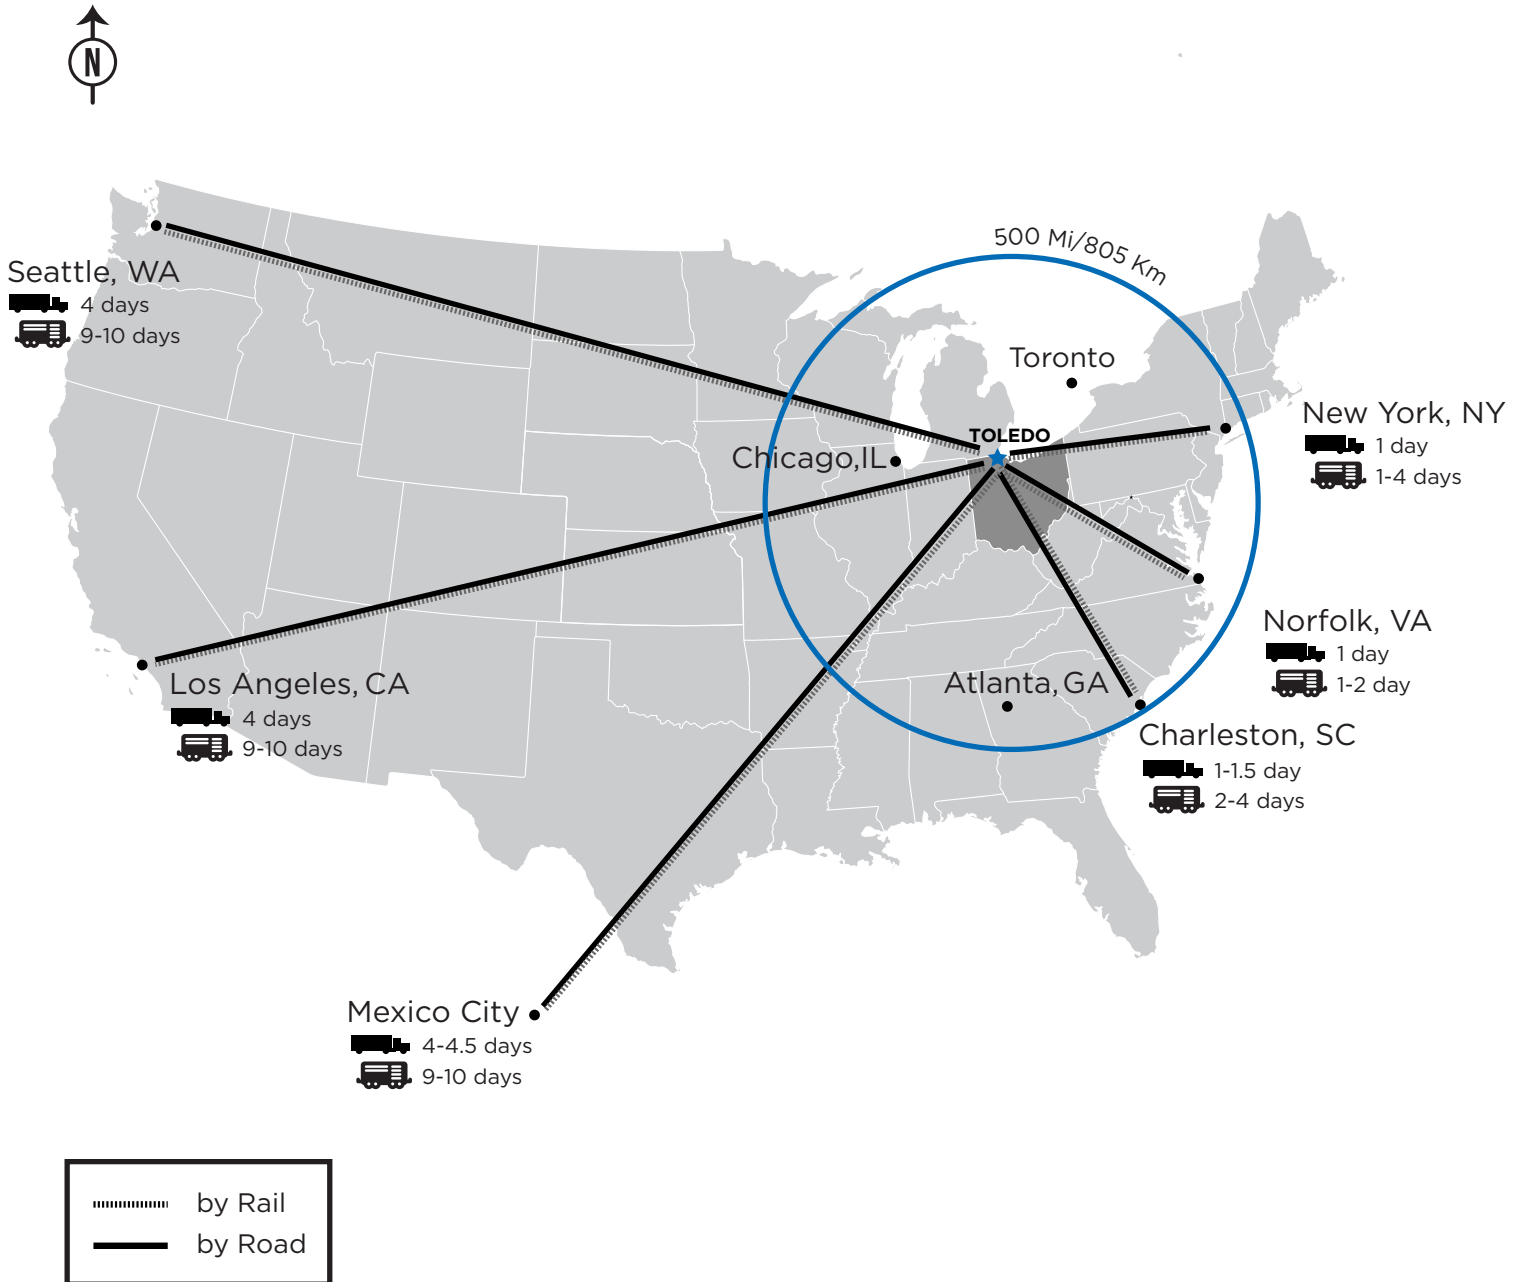 N
500 Mi/805 Km
Seattle, WA
4 days
9-10 days
Toronto
New York, NY
1 day
1-4 days
TOLEDO
Chicago,IL
Norfolk, VA
1 day
1-2 day
Los Angeles, CA
4 days
9-10 days
Atlanta, GA
Charleston, SC
1-1.5 day
2-4 days
Mexico City
4-4.5 days
9-10 days
by Rail
by Road